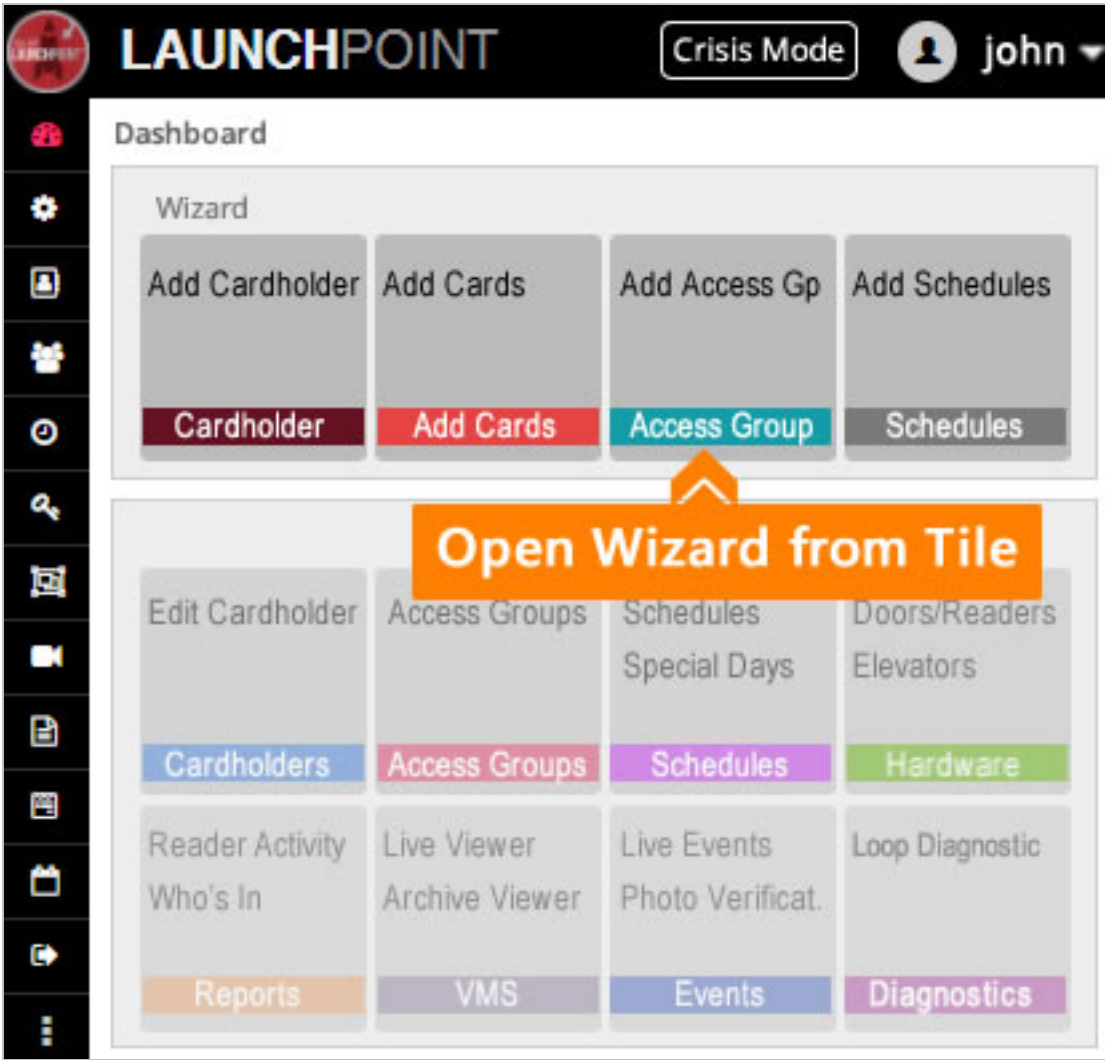 LAUNCHPOINT
Crisis Mode
john
Dashboard
Wizard
Add Cardholder
Cardholder
Add Cards
Add Cards
Add Access Gp
Access Group
Add Schedules
Schedules
Open Wizard from Tile
Edit Cardholder
Cardholders
Access Groups
Access Groups
Schedules
Special Days
Schedules
Doors/Readers
Elevators
Hardware
Reader Activity
Who's In
Reports
Live Viewer
Archive Viewer
VMS
Live Events
Photo Verificat.
Events
Loop Diagnostic
Diagnostics